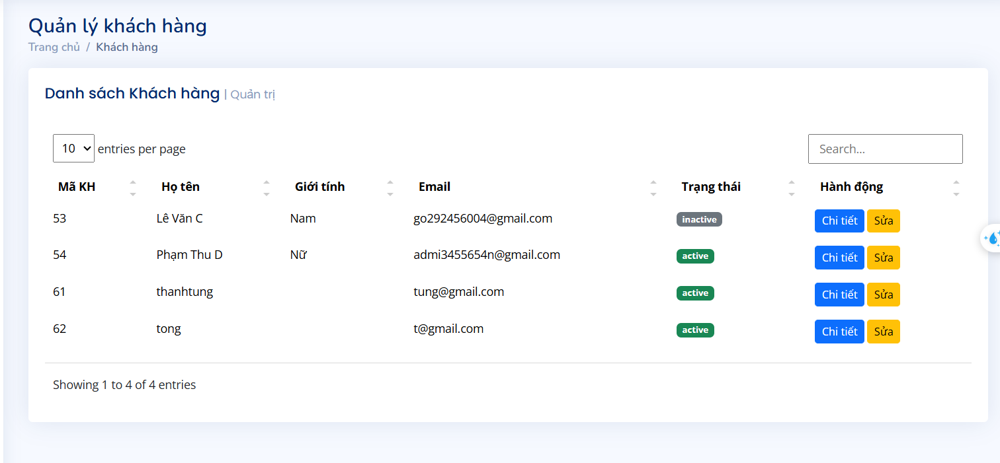 Quản lý khách hàng
Trang chủ / Khách hàng
Danh sách Khách hàng | Quản trị
10 entries per page
Search...
Mã KH Họ tên Giới tính Email Trạng thái Hành động
53 Lê Văn C Nam go292456004@gmail.com inactive Chi tiết Sửa
54 Phạm Thu D Nữ admi3455654n@gmail.com active Chi tiết Sửa
61 thanhtung tung@gmail.com active Chi tiết Sửa
62 tong t@gmail.com active Chi tiết Sửa
Showing 1 to 4 of 4 entries